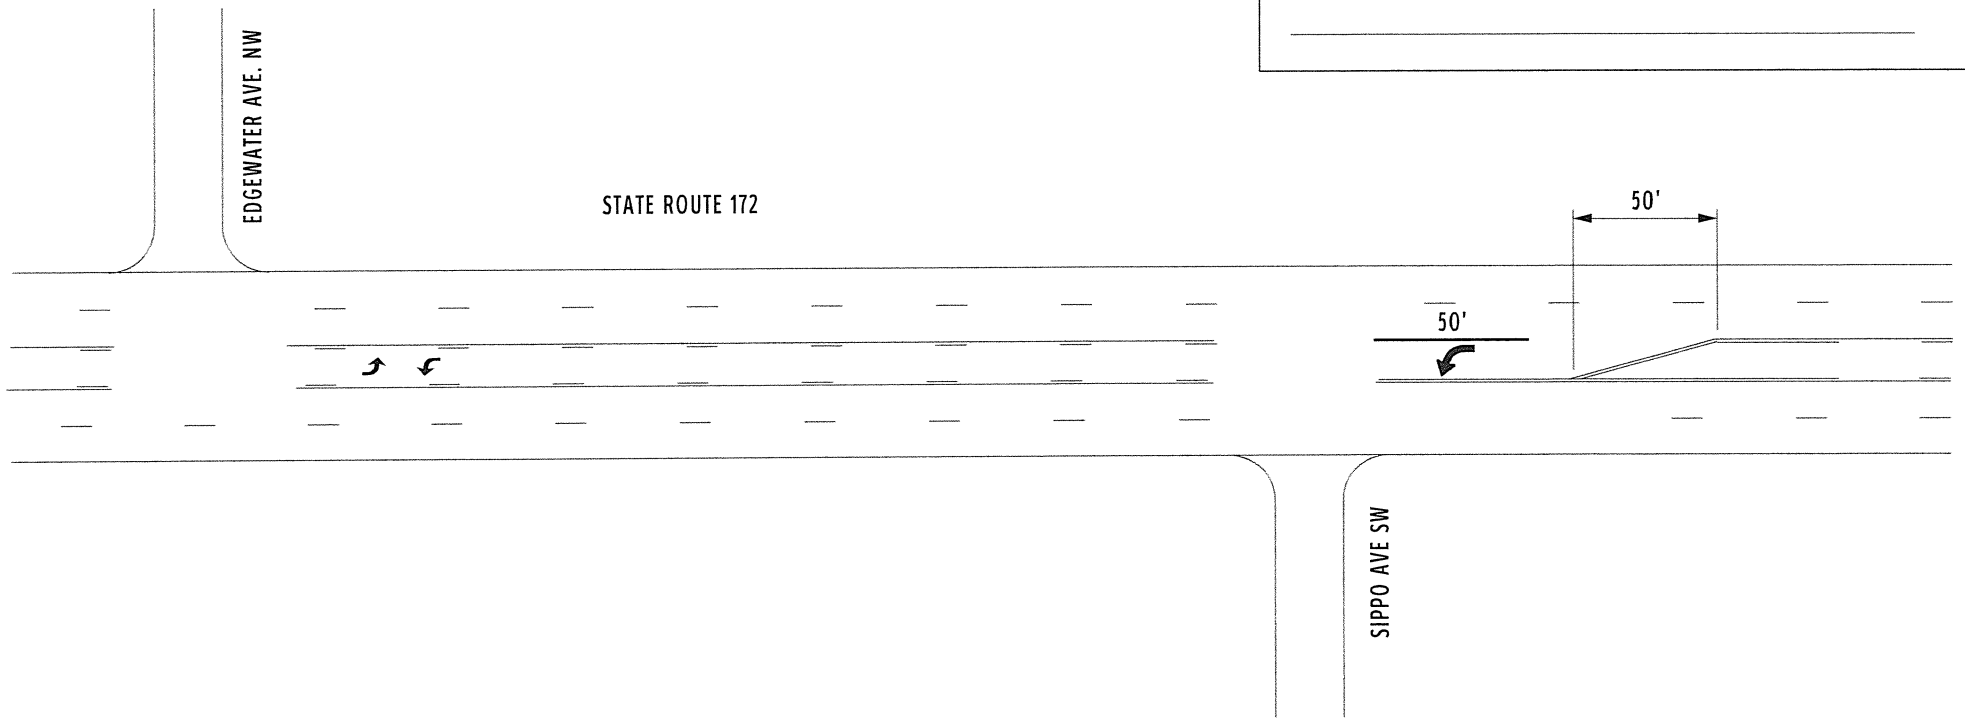 EDGEWATER AVE. NW
STATE ROUTE 172
50'
50'
SIPPO AVE SW